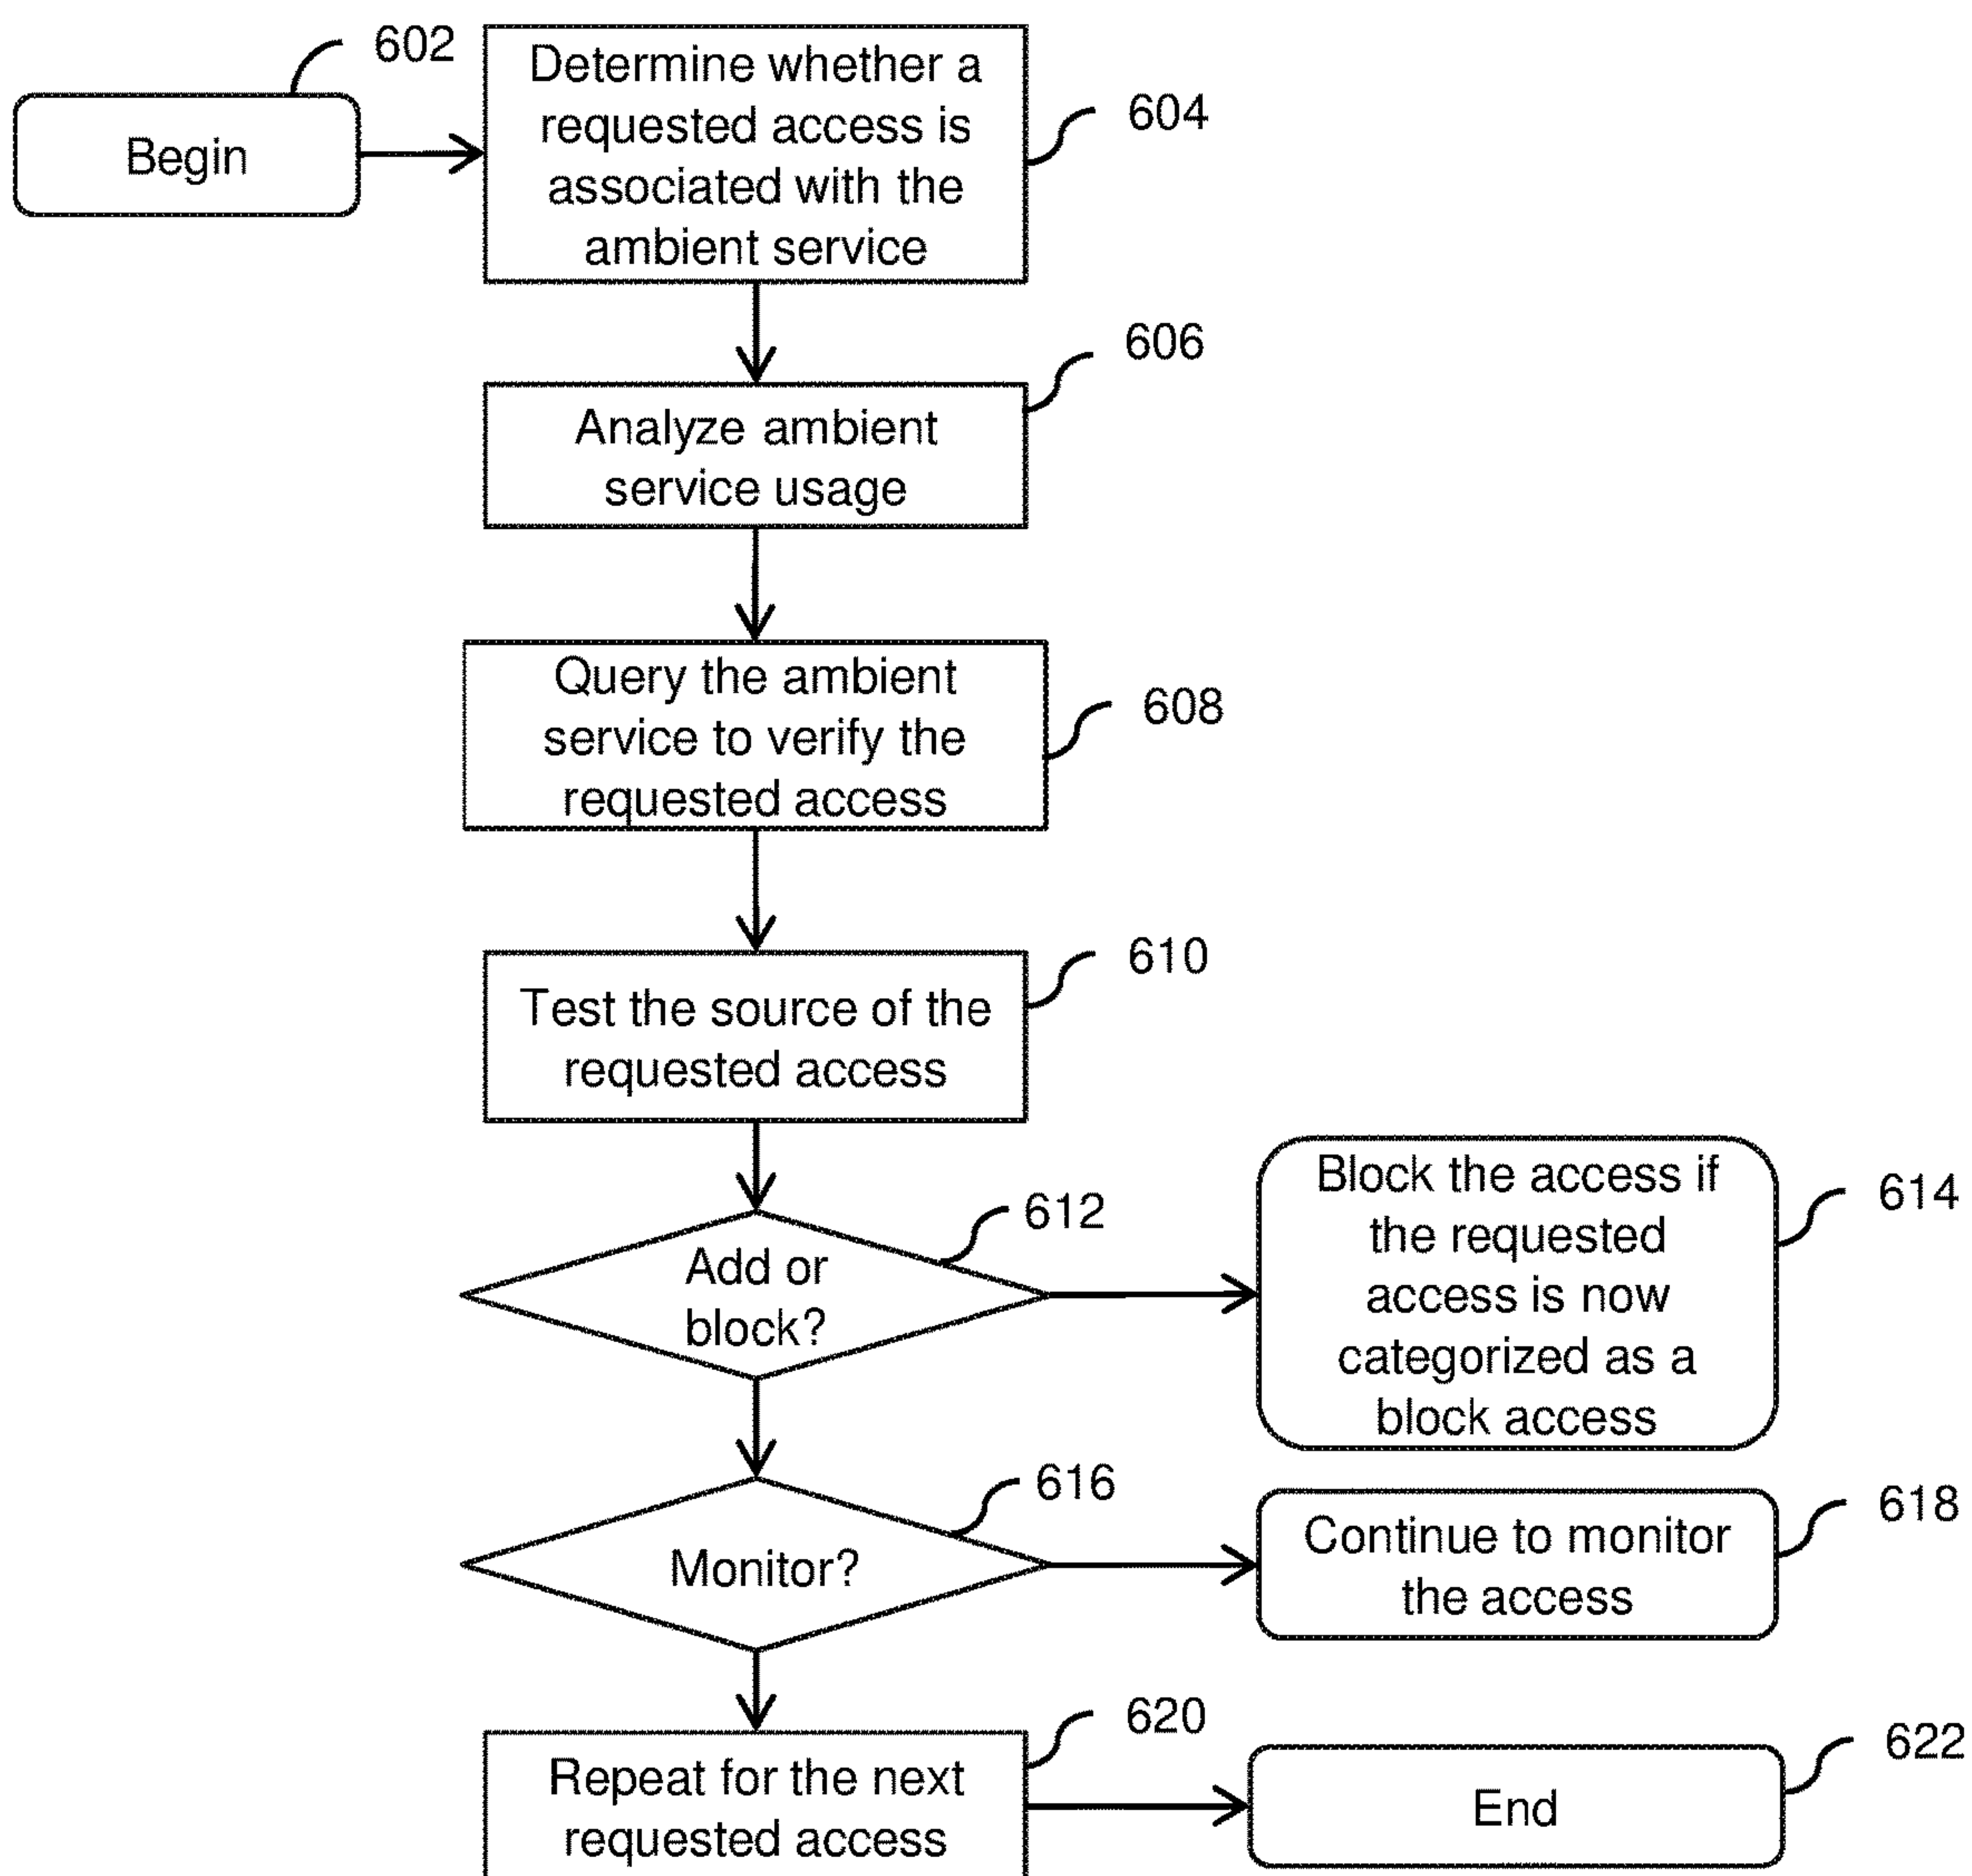 602
Begin
Determine whether a
requested access is
associated with the
ambient service
604
606
Analyze ambient
service usage
Query the ambient
service to verify the
requested access
608
610
Test the source of the
requested access
612
Add or
block?
Block the access if
the requested
access is now
categorized as a
block access
614
616
Monitor?
Continue to monitor
the access
618
620
Repeat for the next
requested access
End
622